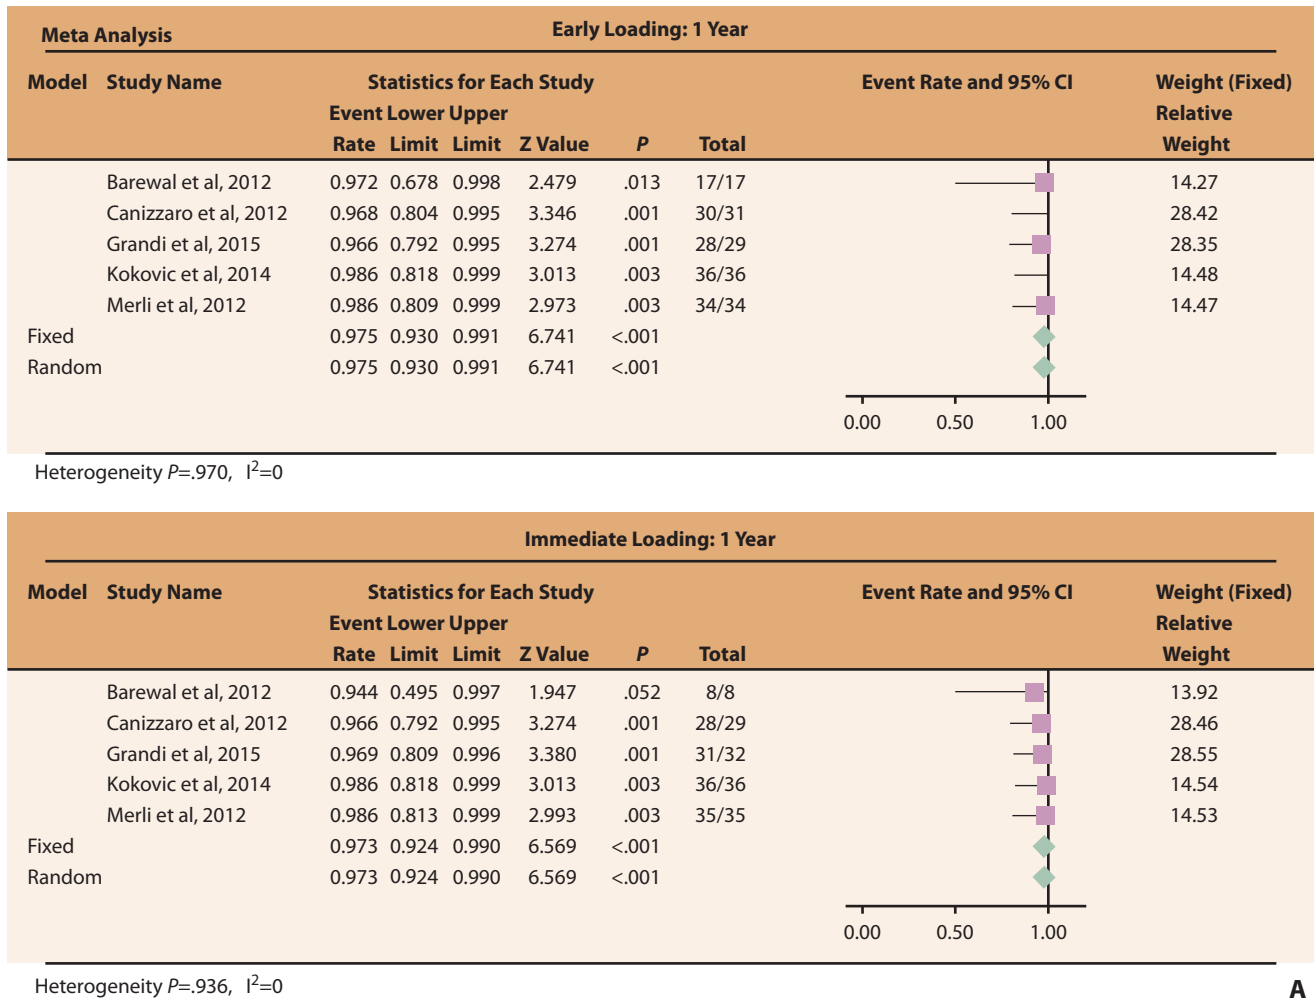 Meta Analysis Early Loading: 1 Year
Model Study Name Statistics for Each Study Event Rate and 95% CI Weight (Fixed)
Event Lower Upper Relative
Rate Limit Limit Z Value P Total Weight
Barewal et al, 2012 0.972 0.678 0.998 2.479 .013 17/17 14.27
Canizzaro et al, 2012 0.968 0.804 0.995 3.346 .001 30/31 28.42
Grandi et al, 2015 0.966 0.792 0.995 3.274 .001 28/29 28.35
Kokovic et al, 2014 0.986 0.818 0.999 3.013 .003 36/36 14.48
Merli et al, 2012 0.986 0.809 0.999 2.973 .003 34/34 14.47
Fixed 0.975 0.930 0.991 6.741 <.001
Random 0.975 0.930 0.991 6.741 <.001
0.00 0.50 1.00
Heterogeneity P=.970, I²=0
Immediate Loading: 1 Year
Model Study Name Statistics for Each Study Event Rate and 95% CI Weight (Fixed)
Event Lower Upper Relative
Rate Limit Limit Z Value P Total Weight
Barewal et al, 2012 0.944 0.495 0.997 1.947 .052 8/8 13.92
Canizzaro et al, 2012 0.966 0.792 0.995 3.274 .001 28/29 28.46
Grandi et al, 2015 0.969 0.809 0.996 3.380 .001 31/32 28.55
Kokovic et al, 2014 0.986 0.818 0.999 3.013 .003 36/36 14.54
Merli et al, 2012 0.986 0.813 0.999 2.993 .003 35/35 14.53
Fixed 0.973 0.924 0.990 6.569 <.001
Random 0.973 0.924 0.990 6.569 <.001
0.00 0.50 1.00
Heterogeneity P=.936, I²=0 A